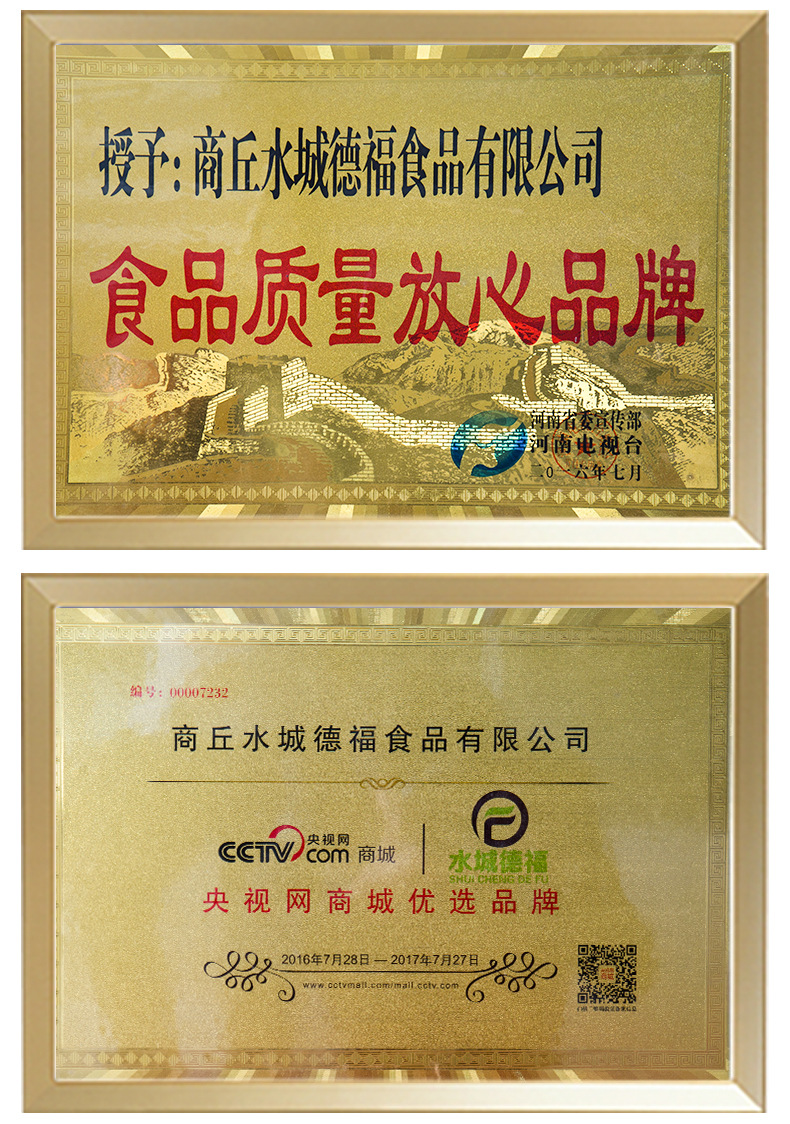 授予:商丘水城德福食品有限公司
食品质量放心品牌
河南省委宣传部
河南电视台
二0一六年七月
编号:00007232
商丘水城德福食品有限公司
CCTV.com 央视网 商城
水城德福
SHUI CHENG DE FU
央视网商城优选品牌
2016年7月28日 — 2017年7月27日
www.cctvmall.com/mall.cctv.com